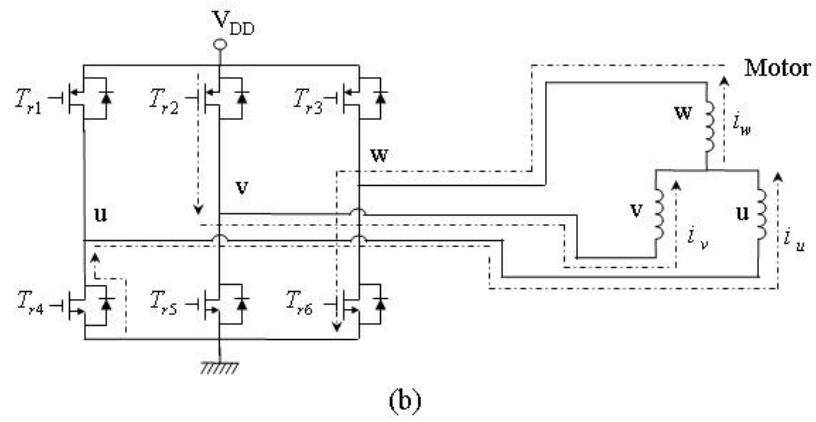 V_DD
Motor
T_r1
T_r2
T_r3
w
i_w
w
v
u
v
u
i_v
i_u
T_r4
T_r5
T_r6
(b)